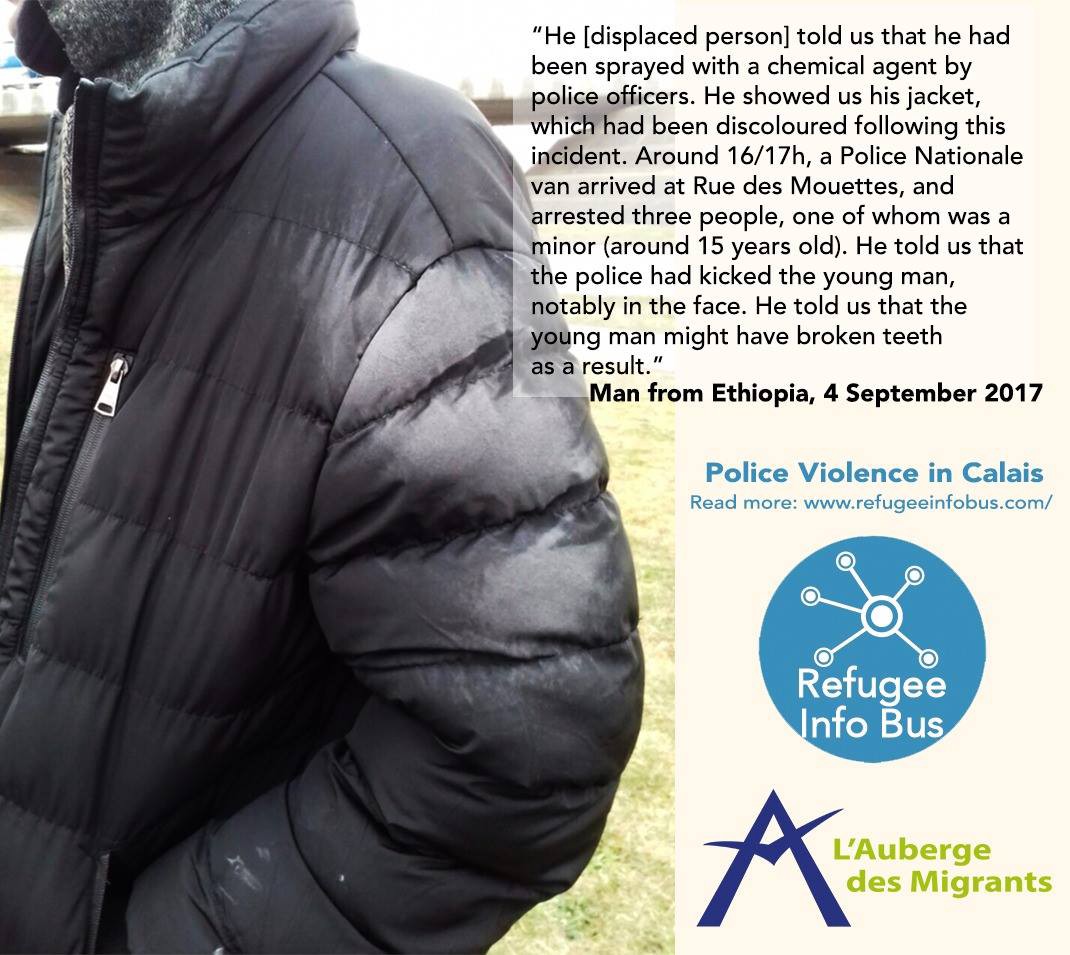 “He [displaced person] told us that he had
been sprayed with a chemical agent by
police officers. He showed us his jacket,
which had been discoloured following this
incident. Around 16/17h, a Police Nationale
van arrived at Rue des Mouettes, and
arrested three people, one of whom was a
minor (around 15 years old). He told us that
the police had kicked the young man,
notably in the face. He told us that the
young man might have broken teeth
as a result.”
Man from Ethiopia, 4 September 2017
Police Violence in Calais
Read more: www.refugeeinfobus.com/
Refugee
Info Bus
L’Auberge
des Migrants